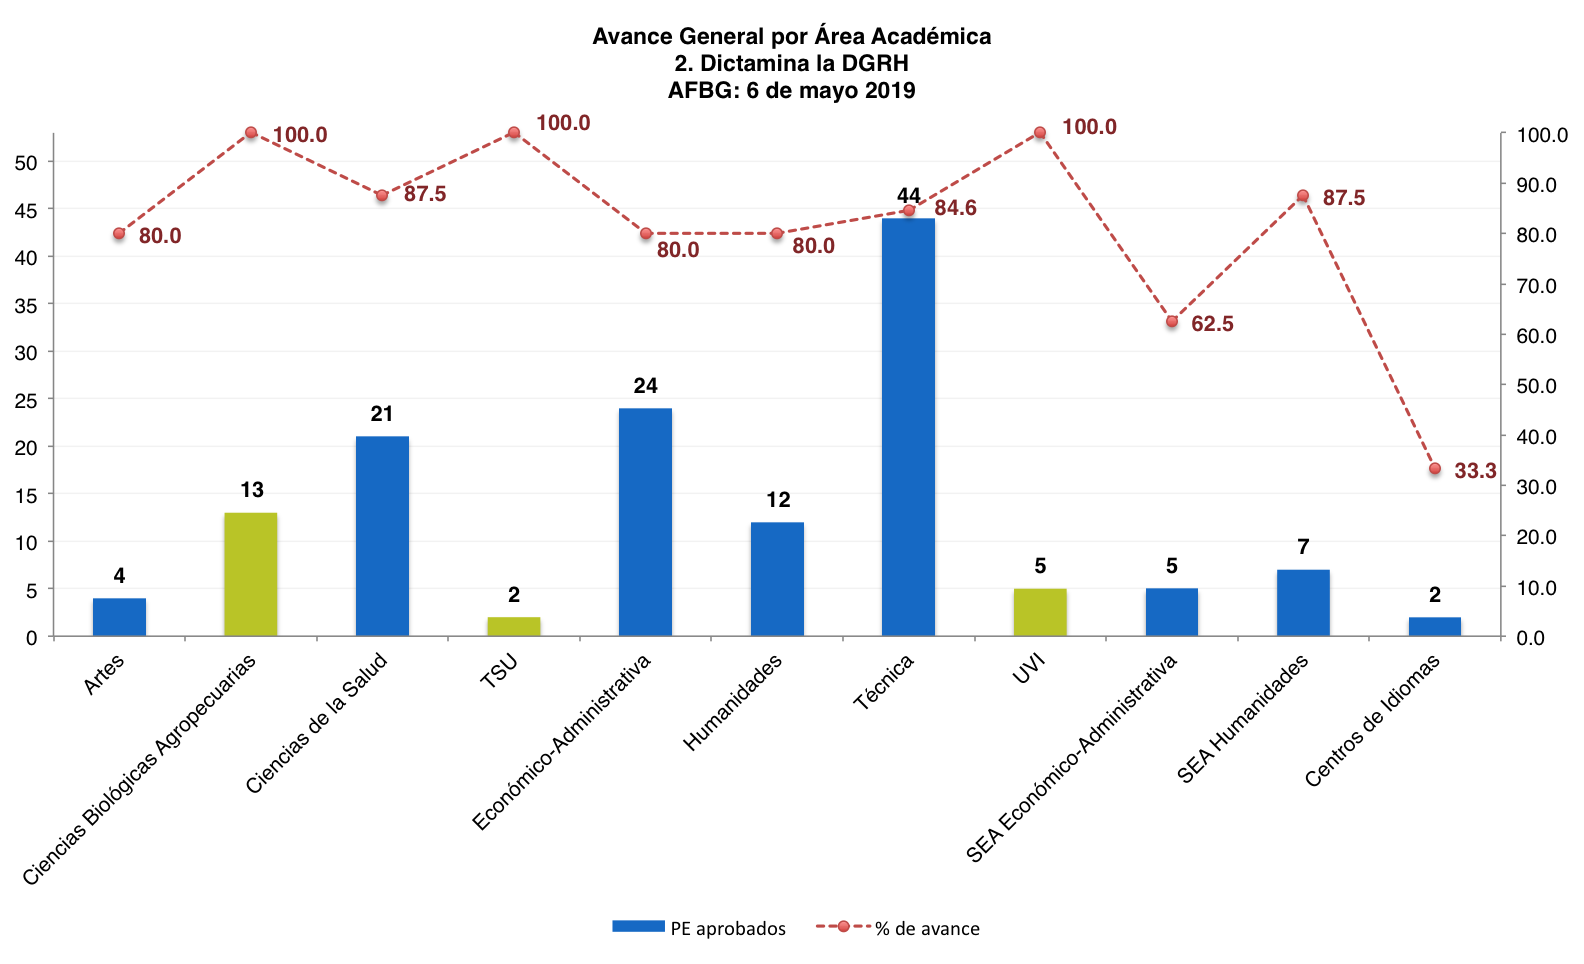 Avance General por Área Académica
2. Dictamina la DGRH
AFBG: 6 de mayo 2019
50
45
40
35
30
25
20
15
10
5
0
100.0
90.0
80.0
70.0
60.0
50.0
40.0
30.0
20.0
10.0
0.0
80.0
100.0
87.5
100.0
80.0
80.0
84.6
100.0
62.5
87.5
33.3
4
13
21
2
24
12
44
5
5
7
2
Artes
Ciencias Biológicas Agropecuarias
Ciencias de la Salud
TSU
Económico-Administrativa
Humanidades
Técnica
UVI
SEA Económico-Administrativa
SEA Humanidades
Centros de Idiomas
PE aprobados
% de avance